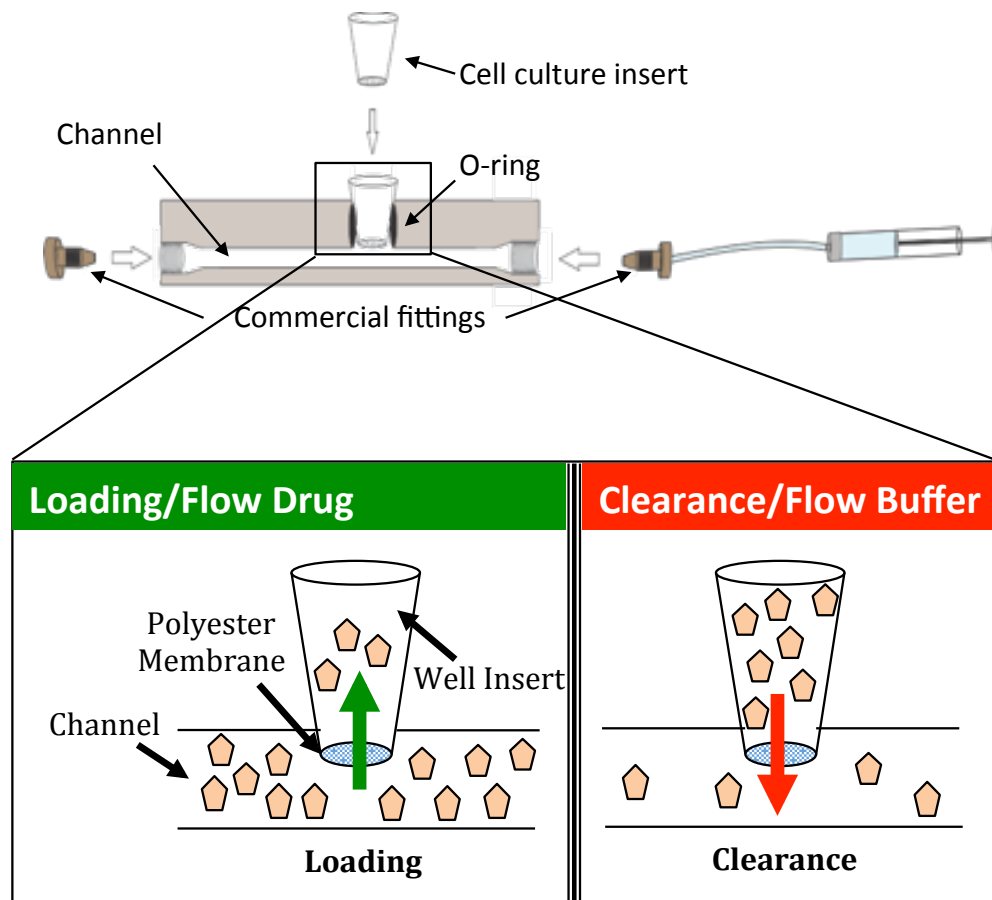 Cell culture insert
Channel
O-ring
Commercial fittings
Loading/Flow Drug
Clearance/Flow Buffer
Polyester
Membrane
Well Insert
Channel
Loading
Clearance